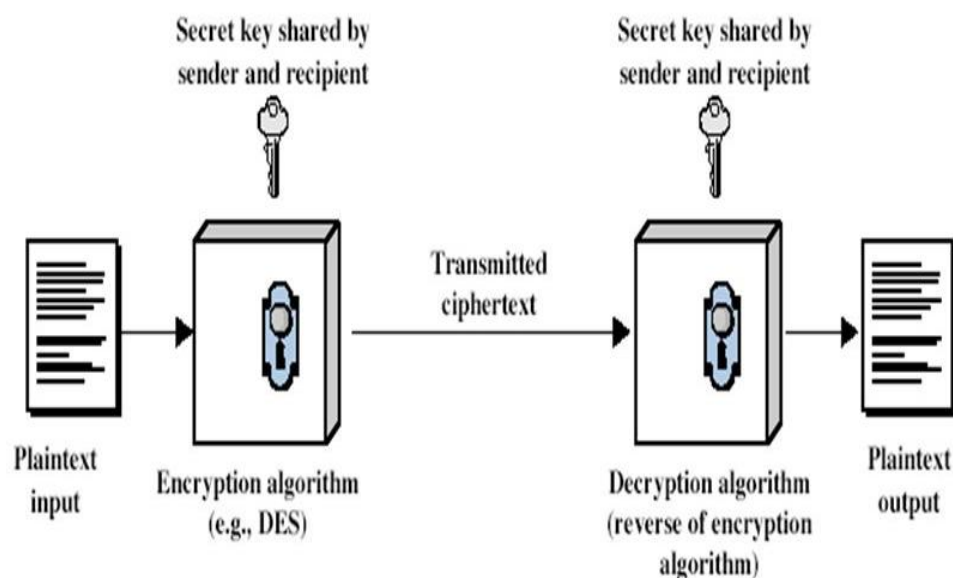 Secret key shared by
sender and recipient
Secret key shared by
sender and recipient
Transmitted
ciphertext
Plaintext
input
Encryption algorithm
(e.g., DES)
Decryption algorithm
(reverse of encryption
algorithm)
Plaintext
output